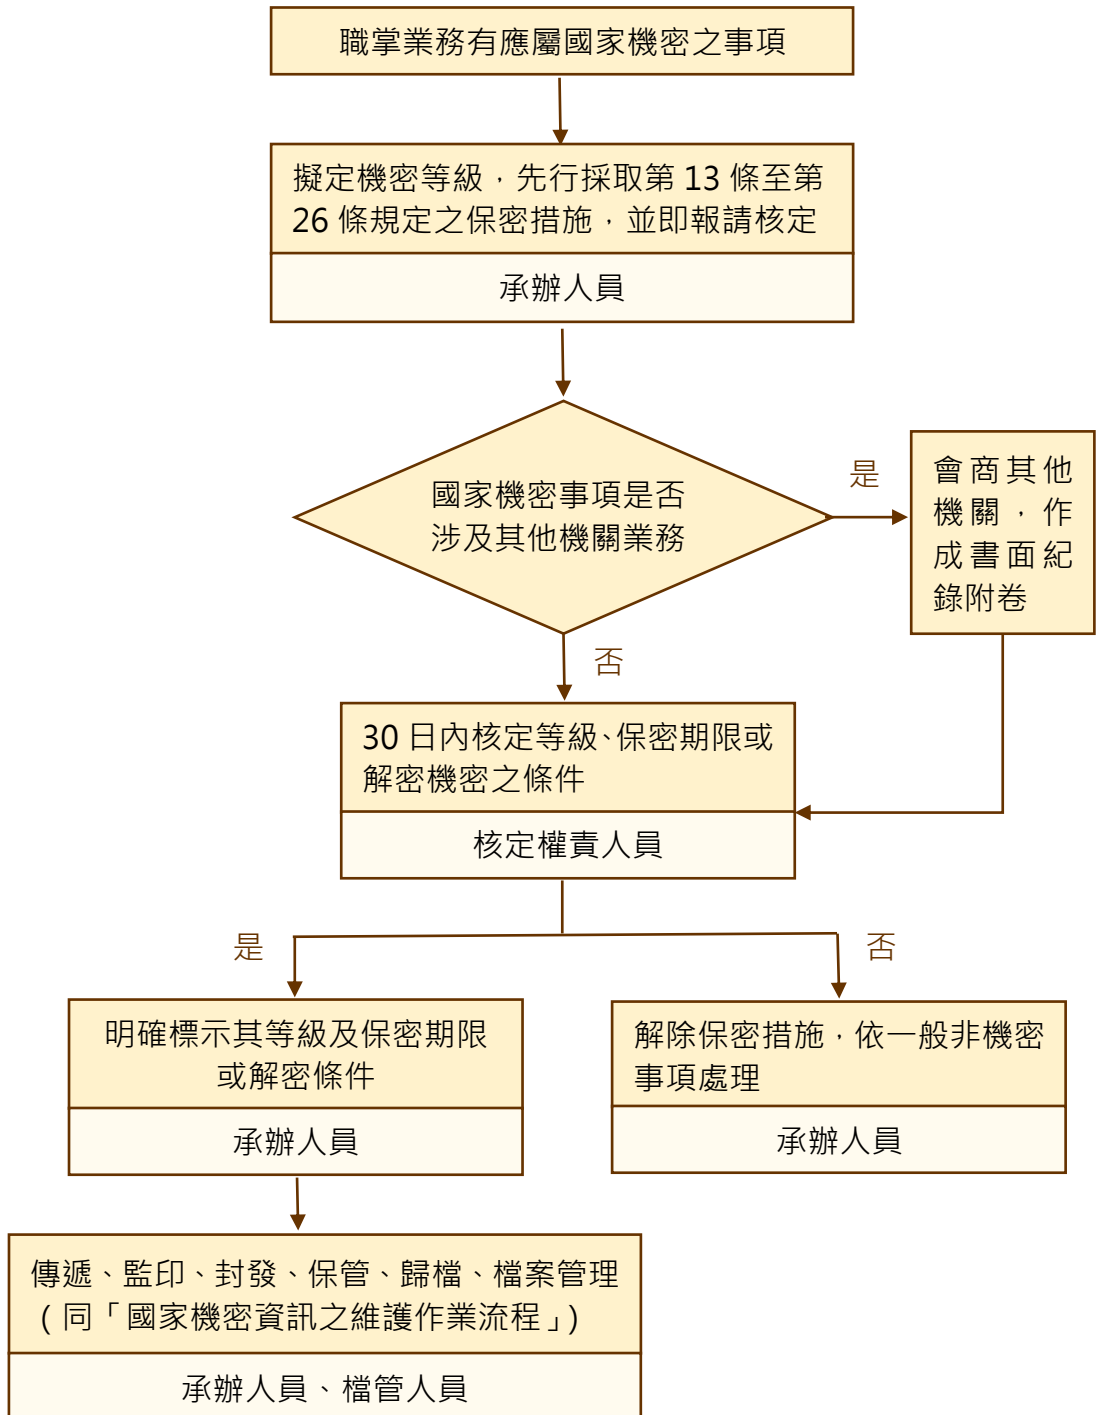 職掌業務有應屬國家機密之事項
擬定機密等級，先行採取第 13 條至第
26 條規定之保密措施，並即報請核定
承辦人員
國家機密事項是否
涉及其他機關業務
是
會商其他
機關，作
成書面紀
錄附卷
否
30 日內核定等級、保密期限或
解密機密之條件
核定權責人員
是
否
明確標示其等級及保密期限
或解密條件
承辦人員
解除保密措施，依一般非機密
事項處理
承辦人員
傳遞、監印、封發、保管、歸檔、檔案管理
(同「國家機密資訊之維護作業流程」)
承辦人員、檔管人員